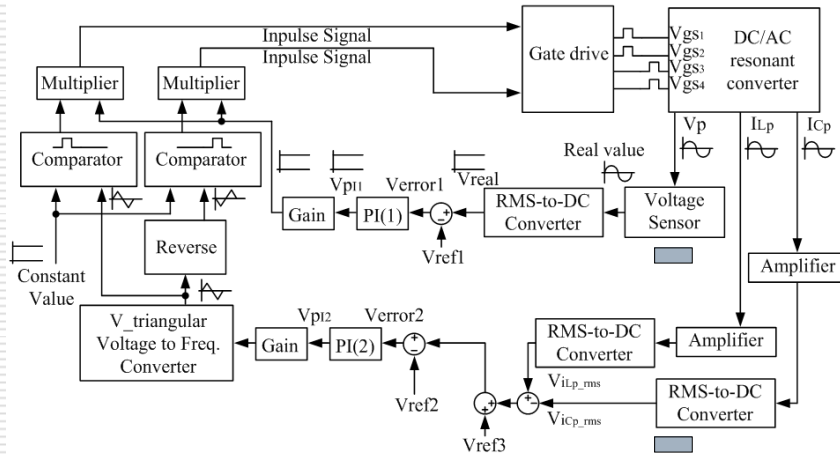 Inpulse Signal
Inpulse Signal
Multiplier
Multiplier
Gate drive
Vgs1
Vgs2
Vgs3
Vgs4
DC/AC
resonant
converter
Comparator
Comparator
Vp
ILp
ICp
Real value
VpI1
Verror1
Vreal
Gain
PI(1)
RMS-to-DC
Converter
Voltage
Sensor
Vref1
Reverse
Constant
Value
Amplifier
V_triangular
Voltage to Freq.
Converter
VpI2
Verror2
Gain
PI(2)
RMS-to-DC
Converter
Amplifier
ViLp_rms
Vref2
ViCp_rms
RMS-to-DC
Converter
Vref3